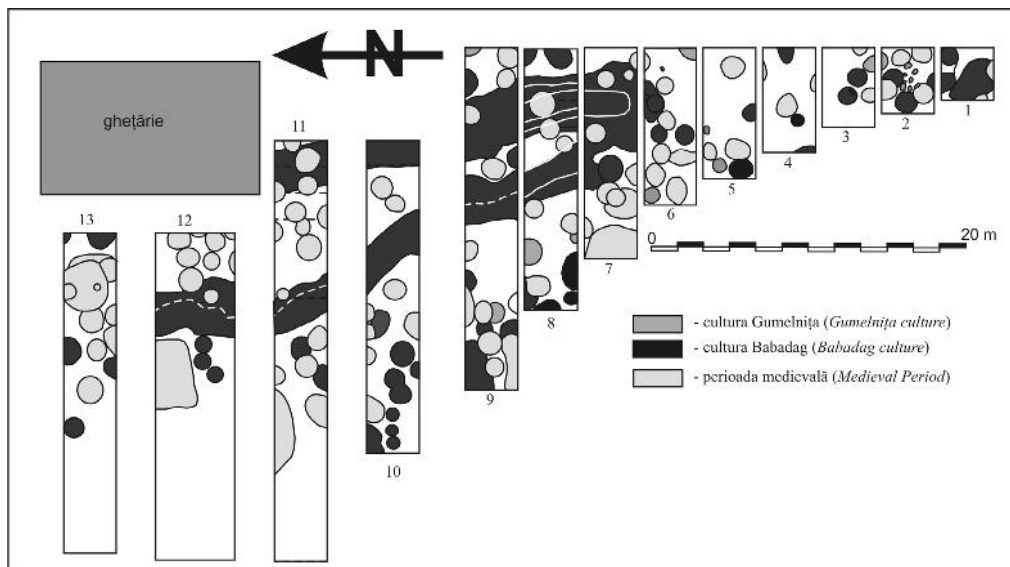 N
ghețărie
11
13
12
10
9
8
7
6
5
4
3
2
1
0
20 m
- cultura Gumelnița (Gumelnița culture)
- cultura Babadag (Babadag culture)
- perioada medievală (Medieval Period)